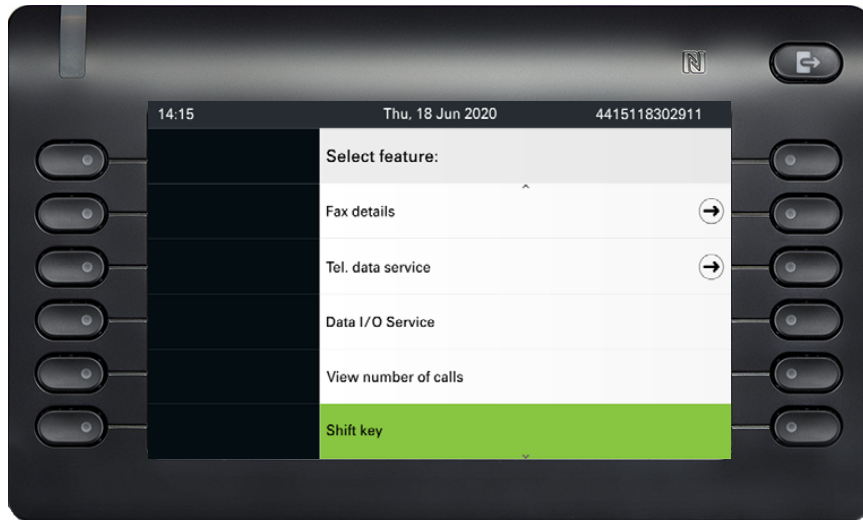 14:15 Thu, 18 Jun 2020 4415118302911
Select feature:
Fax details
Tel. data service
Data I/O Service
View number of calls
Shift key